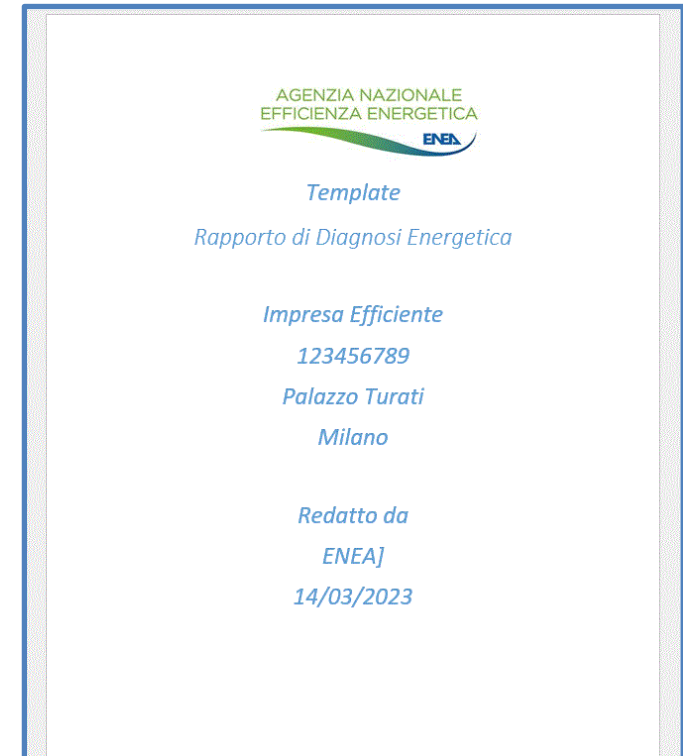 AGENZIA NAZIONALE
EFFICIENZA ENERGETICA
ENEA
Template
Rapporto di Diagnosi Energetica
Impresa Efficiente
123456789
Palazzo Turati
Milano
Redatto da
ENEA]
14/03/2023